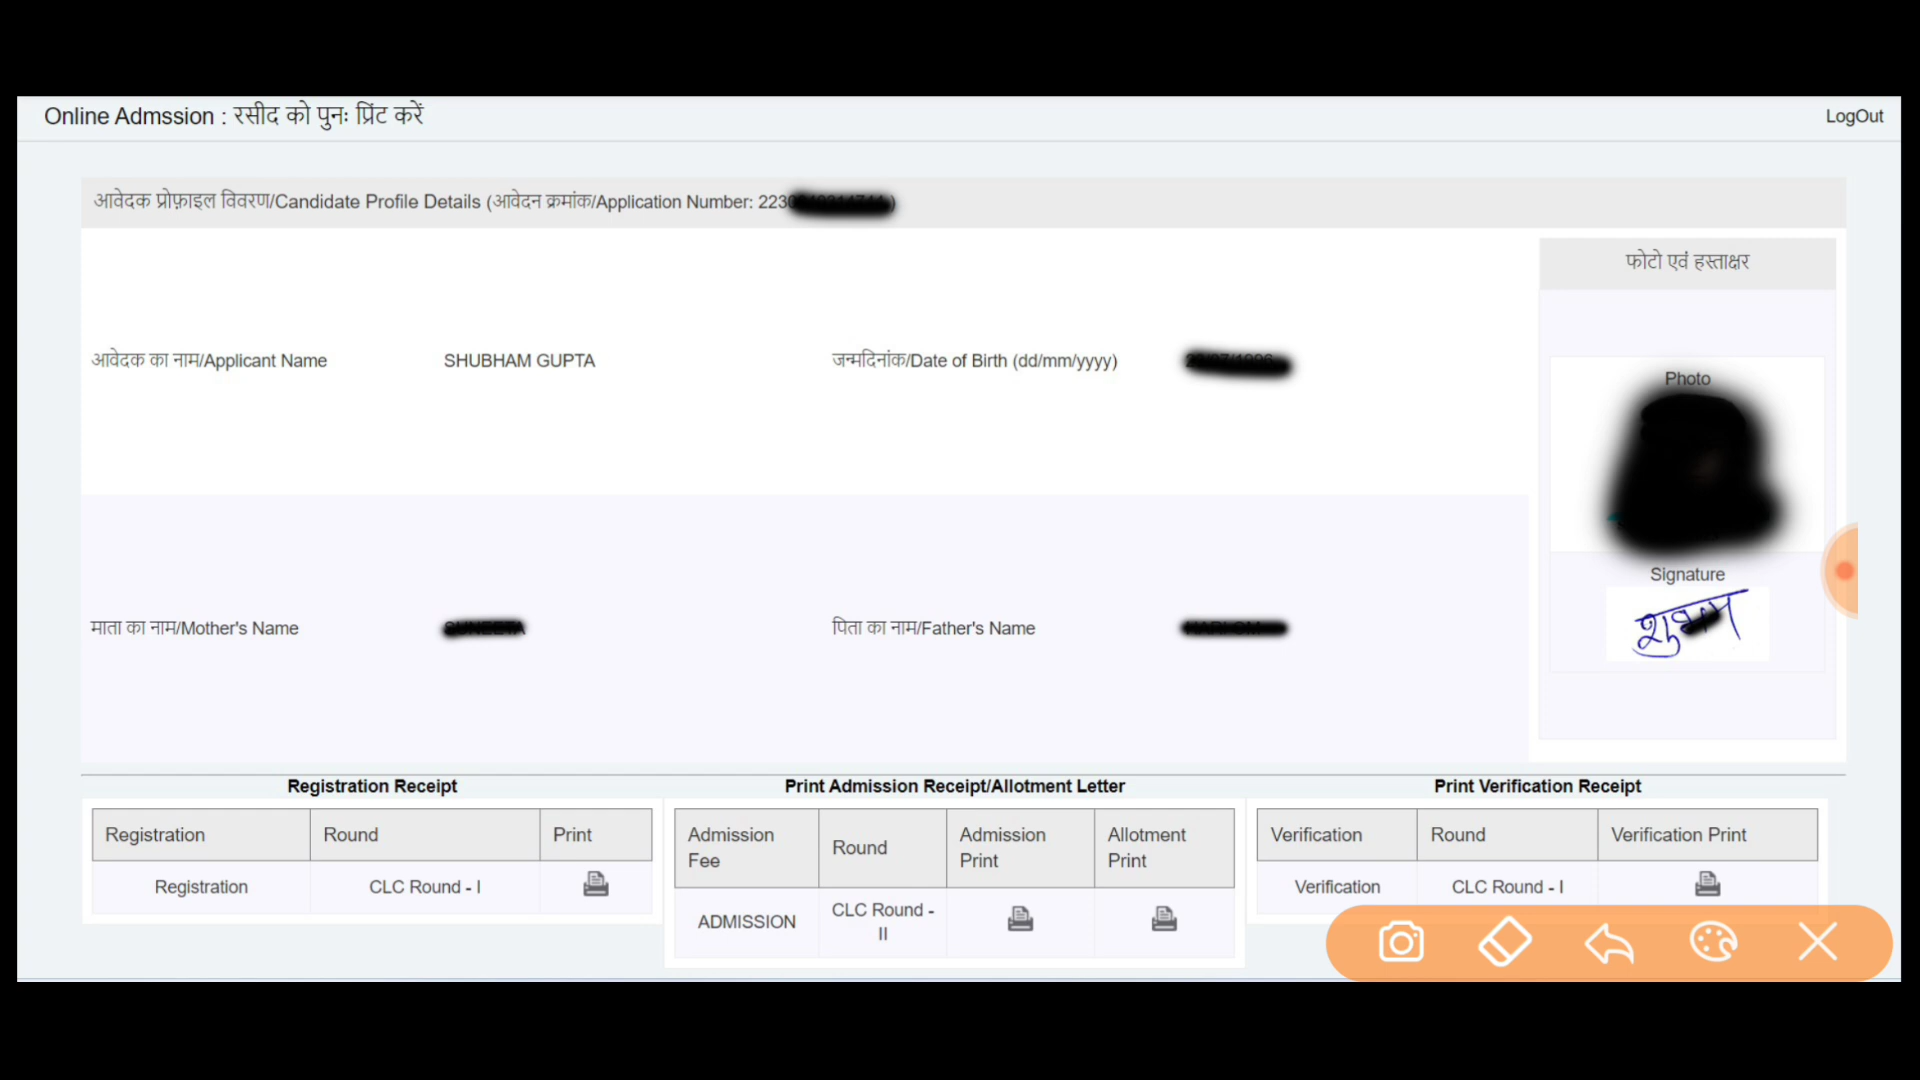 Online Admssion : रसीद को पुनः प्रिंट करें
LogOut
आवेदक प्रोफ़ाइल विवरण/Candidate Profile Details (आवेदन क्रमांक/Application Number: 2230 )
फोटो एवं हस्ताक्षर
आवेदक का नाम/Applicant Name SHUBHAM GUPTA जन्मदिनांक/Date of Birth (dd/mm/yyyy)
Photo
Signature
माता का नाम/Mother's Name पिता का नाम/Father's Name
Registration Receipt
Registration Round Print
Registration CLC Round - I
Print Admission Receipt/Allotment Letter
Admission Fee Round Admission Print Allotment Print
ADMISSION CLC Round - II
Print Verification Receipt
Verification Round Verification Print
Verification CLC Round - I